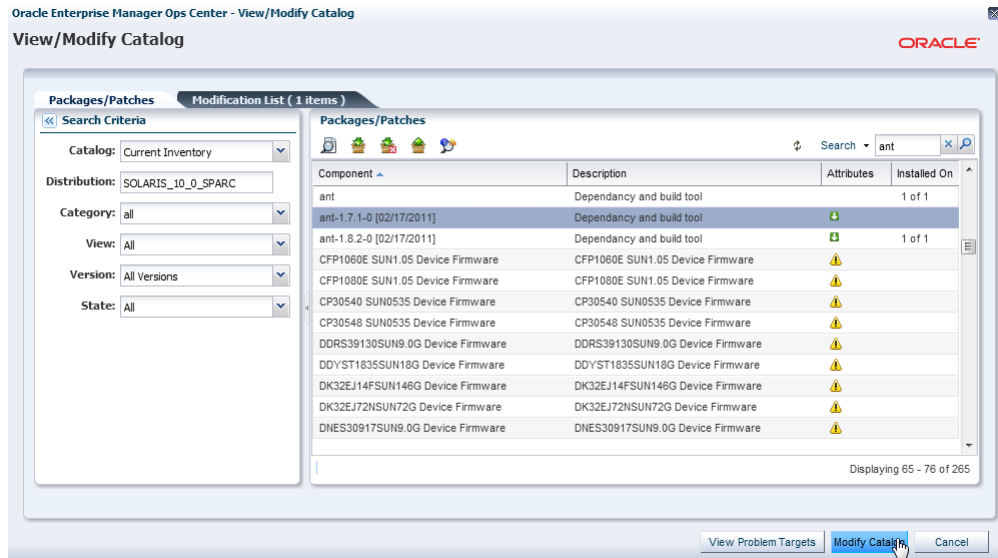 Oracle Enterprise Manager Ops Center - View/Modify Catalog
View/Modify Catalog
ORACLE
Packages/Patches
Modification List ( 1 items )
Search Criteria
Catalog: Current Inventory
Distribution: SOLARIS_10_0_SPARC
Category: all
View: All
Version: All Versions
State: All
Packages/Patches
Search ant
Component Description Attributes Installed On
ant Dependancy and build tool 1 of 1
ant-1.7.1-0 [02/17/2011] Dependancy and build tool
ant-1.8.2-0 [02/17/2011] Dependancy and build tool 1 of 1
CFP1060E SUN1.05 Device Firmware CFP1060E SUN1.05 Device Firmware
CFP1080E SUN1.05 Device Firmware CFP1080E SUN1.05 Device Firmware
CP30540 SUN0535 Device Firmware CP30540 SUN0535 Device Firmware
CP30548 SUN0535 Device Firmware CP30548 SUN0535 Device Firmware
DDRS39130SUN9.0G Device Firmware DDRS39130SUN9.0G Device Firmware
DDYST1835SUN18G Device Firmware DDYST1835SUN18G Device Firmware
DK32EJ14FSUN146G Device Firmware DK32EJ14FSUN146G Device Firmware
DK32EJ72NSUN72G Device Firmware DK32EJ72NSUN72G Device Firmware
DNES30917SUN9.0G Device Firmware DNES30917SUN9.0G Device Firmware
Displaying 65 - 76 of 265
View Problem Targets
Modify Catalog
Cancel